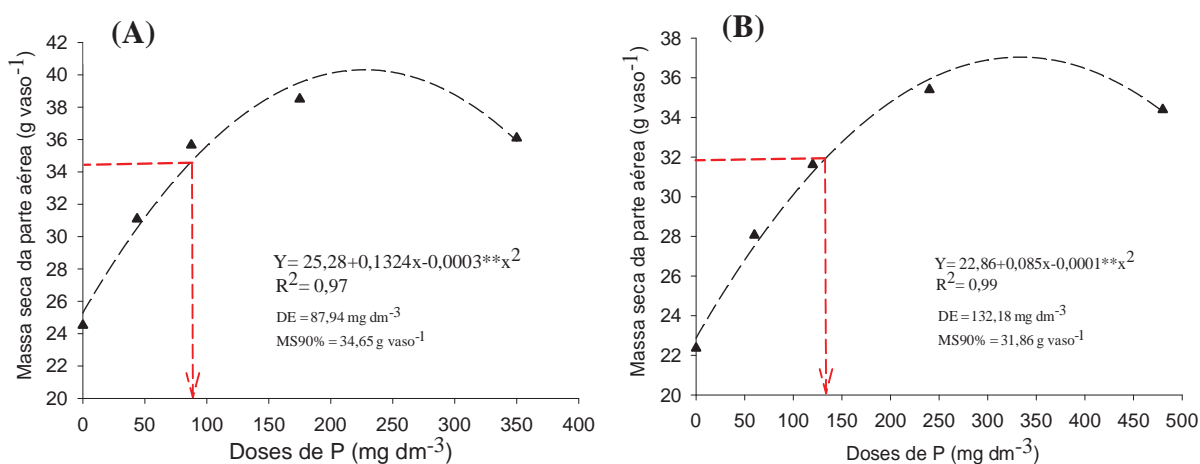 (A)
Massa seca da parte aérea (g vaso-1)
42
40
38
36
34
32
30
28
26
24
22
20
Y= 25,28+0,1324x-0,0003**x2
R2= 0,97
DE = 87,94 mg dm-3
MS90% = 34,65 g vaso-1
0 50 100 150 200 250 300 350 400
Doses de P (mg dm-3)
(B)
Massa seca da parte aérea (g vaso-1)
38
36
34
32
30
28
26
24
22
20
Y= 22,86+0,085x-0,0001**x2
R2= 0,99
DE = 132,18 mg dm-3
MS90% = 31,86 g vaso-1
0 50 100 150 200 250 300 350 400 450 500
Doses de P (mg dm-3)